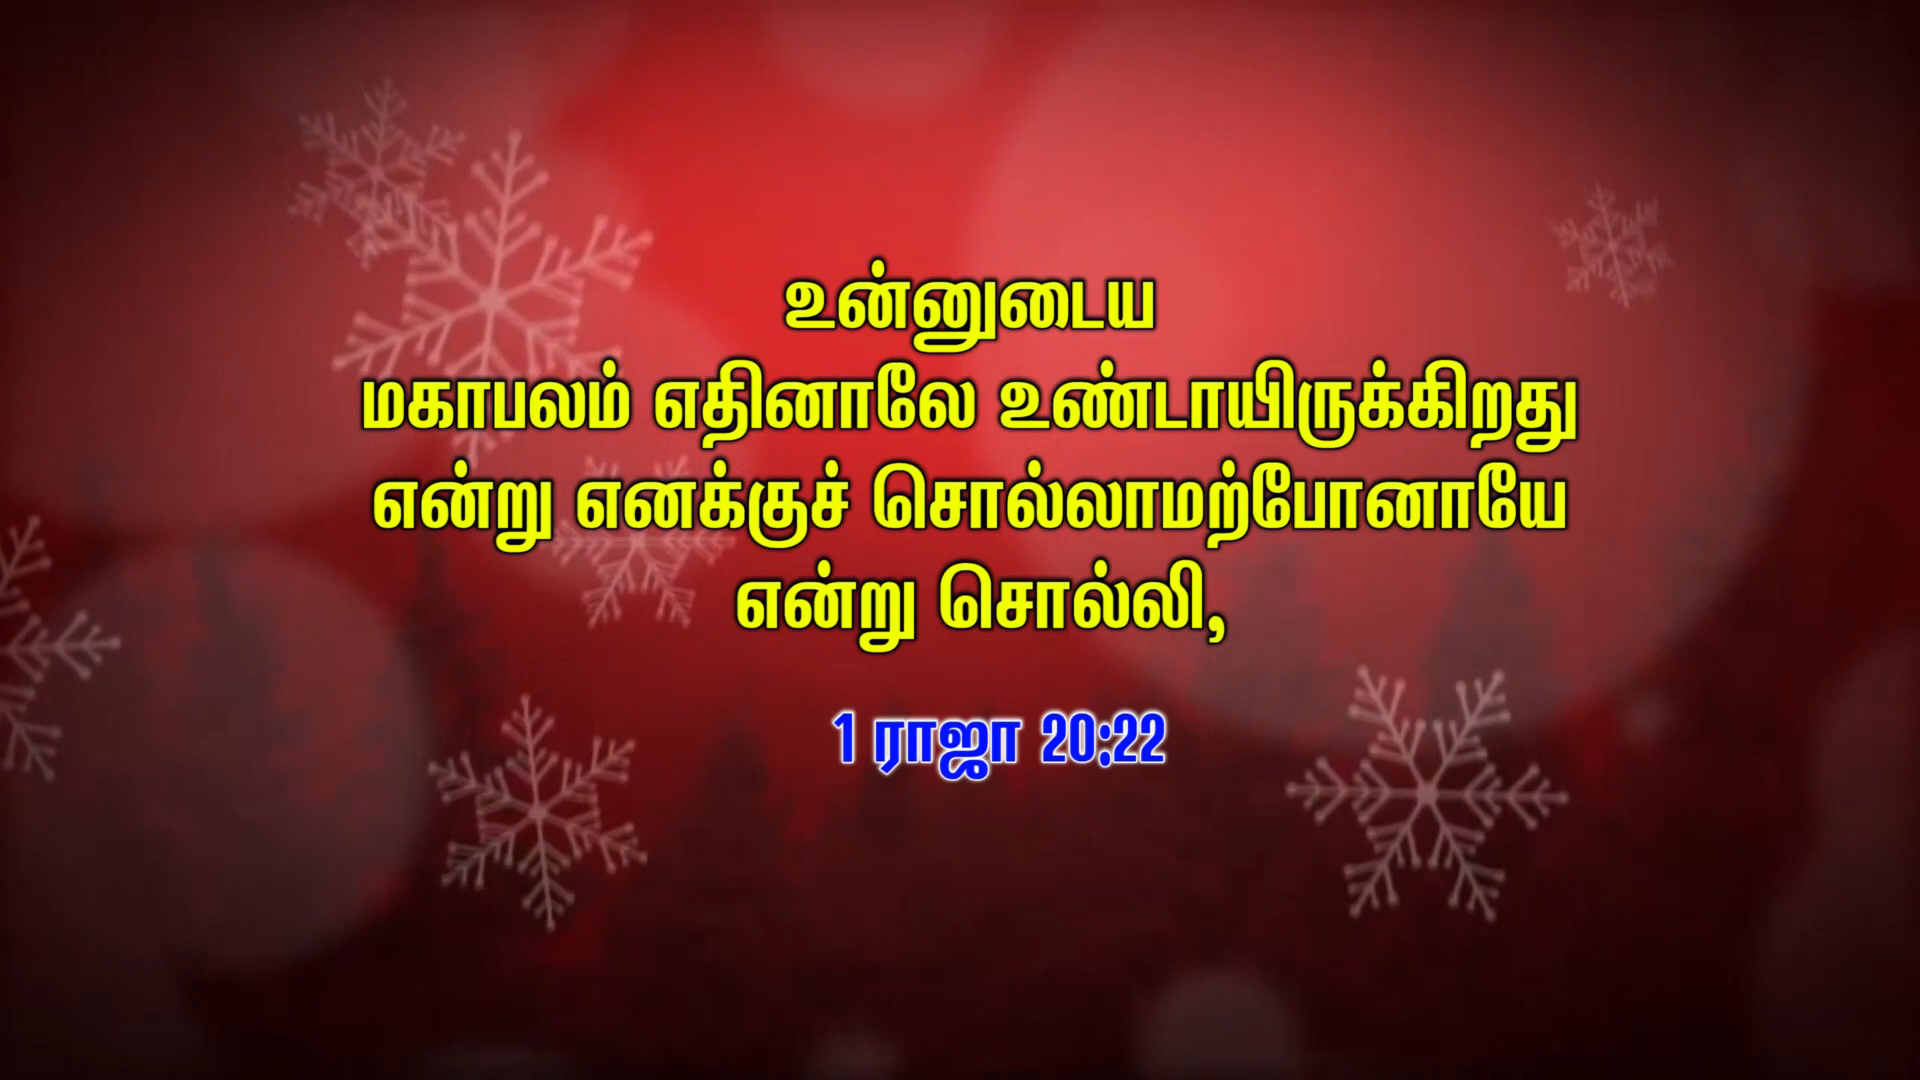 உன்னுடைய
மகாபலம் எதினாலே உண்டாயிருக்கிறது
என்று எனக்குச் சொல்லாமற்போனாயே
என்று சொல்லி,
1 ராஜா 20:22